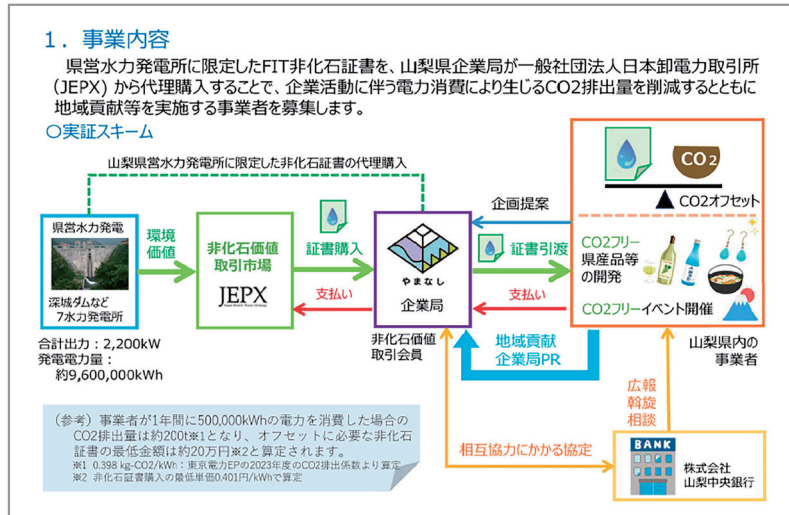 1．事業内容
県営水力発電所に限定したFIT非化石証書を、山梨県企業局が一般社団法人日本卸電力取引所
（JEPX）から代理購入することで、企業活動に伴う電力消費により生じるCO2排出量を削減するとともに
地域貢献等を実施する事業者を募集します。
〇実証スキーム
山梨県営水力発電所に限定した非化石証書の代理購入
県営水力発電
深城ダムなど
7水力発電所
合計出力：2,200kW
発電電力量：
約9,600,000kWh
環境
価値
非化石価値
取引市場
JEPX
証書購入
支払い
やまなし
企業局
非化石価値
取引会員
企画提案
証書引渡
支払い
地域貢献
企業局PR
CO2
CO2オフセット
CO2フリー
県産品等
の開発
CO2フリーイベント開催
山梨県内の
事業者
広報
斡旋
相談
相互協力にかかる協定
BANK
株式会社
山梨中央銀行
（参考）事業者が1年間に500,000kWhの電力を消費した場合の
CO2排出量は約200t※1となり、オフセットに必要な非化石
証書の最低金額は約20万円※2と算定されます。
※1 0.398 kg-CO2/kWh：東京電力EPの2023年度のCO2排出係数より算定
※2 非化石証書購入の最低単価0.401円/kWhで算定